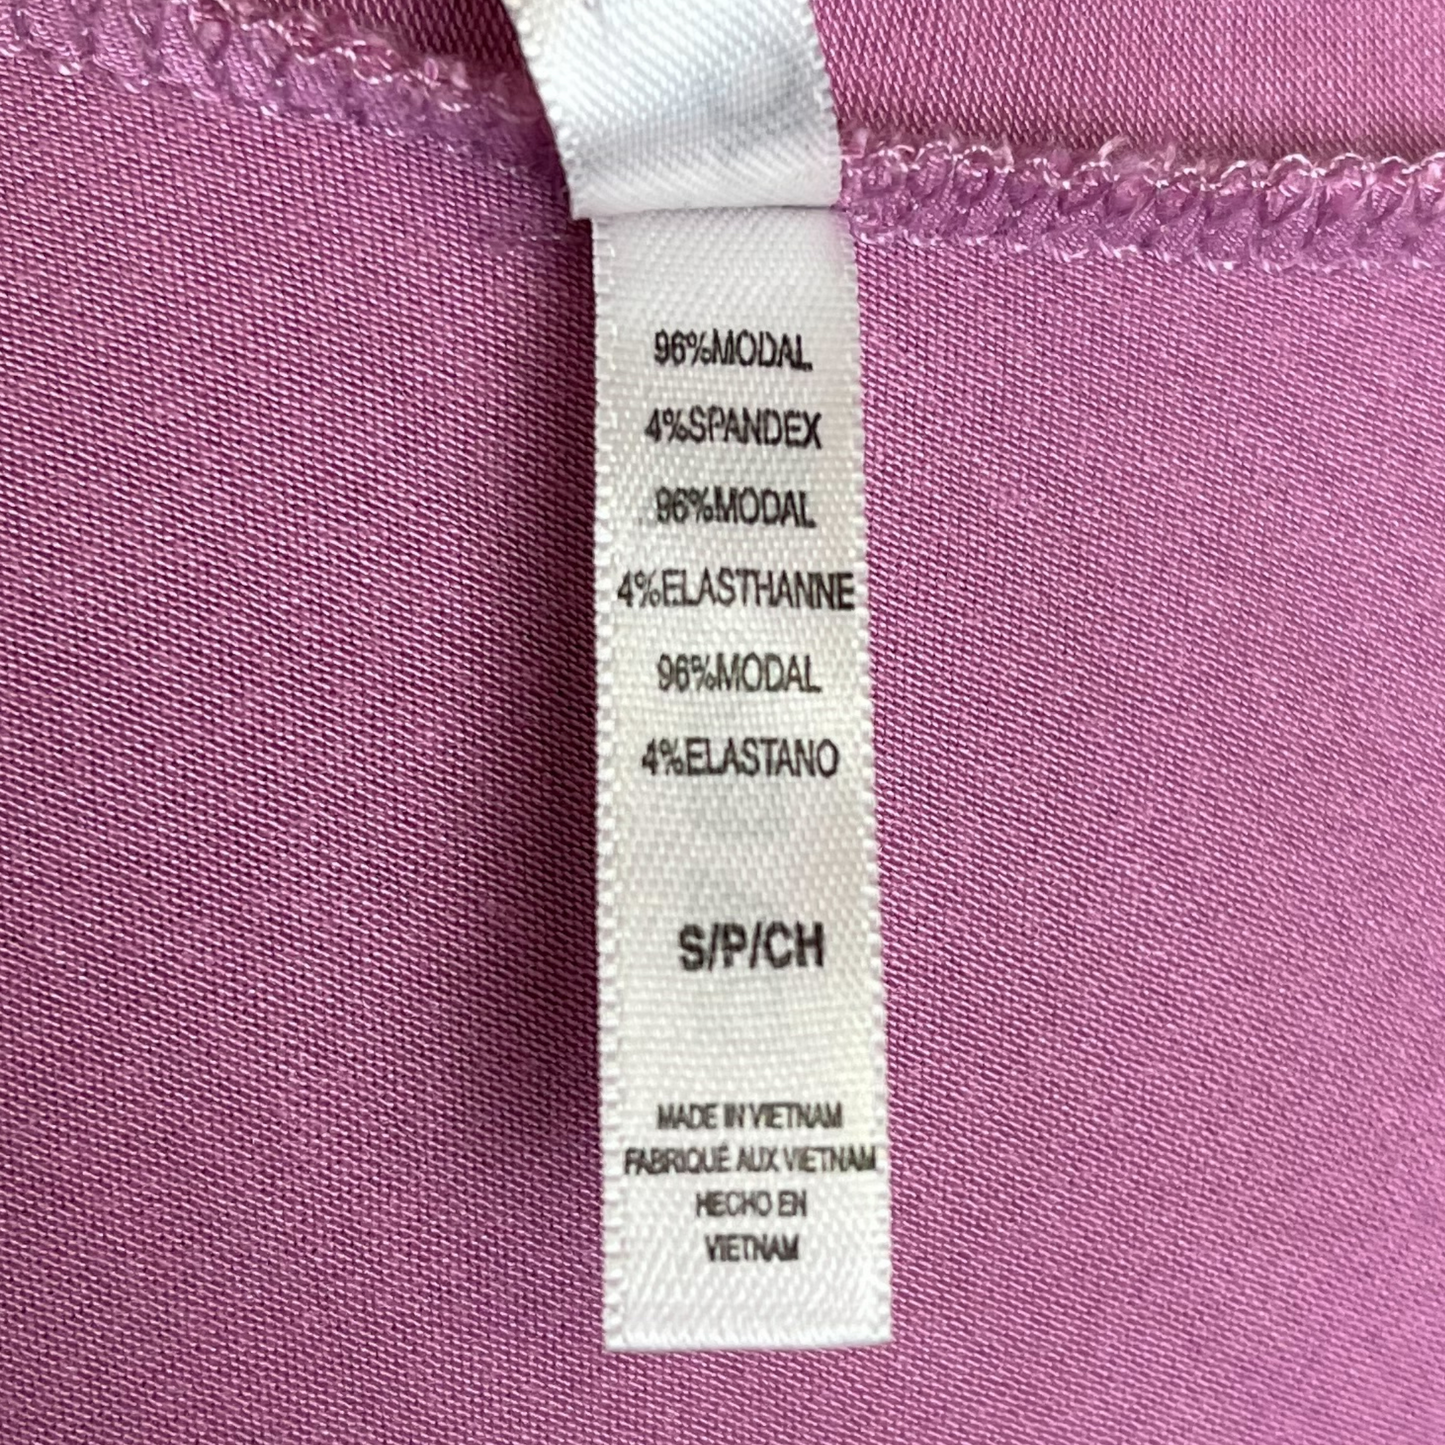 96%MODAL
4%SPANDEX
96%MODAL
4%ELASTHANNE
96%MODAL
4%ELASTANO
S/P/CH
MADE IN VIETNAM
FABRIQUÉ AUX VIETNAM
HECHO EN
VIETNAM